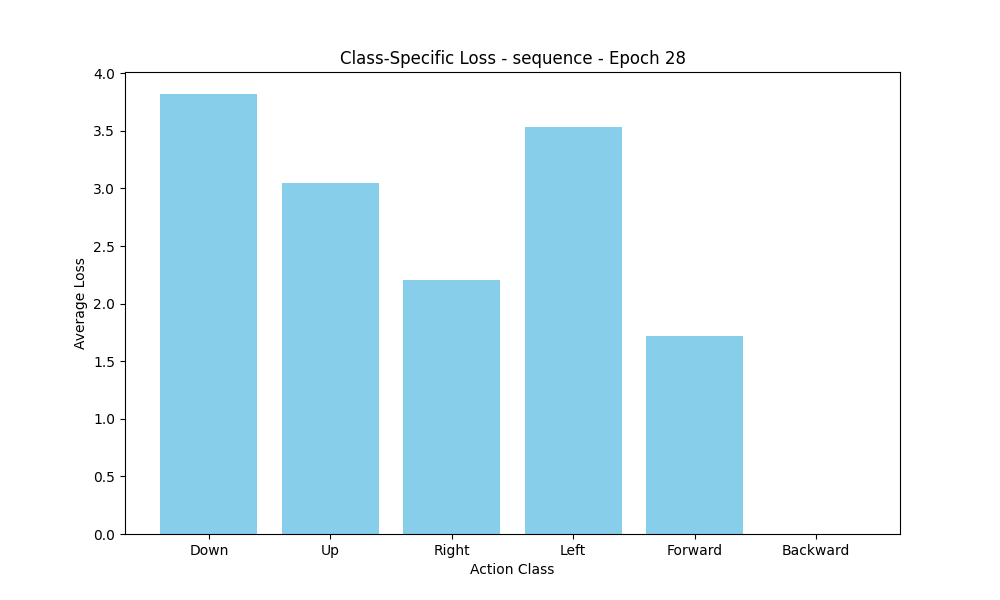 Class-Specific Loss - sequence - Epoch 28
4.0
3.5
3.0
2.5
2.0
1.5
1.0
0.5
0.0
Average Loss
Down Up Right Left Forward Backward
Action Class